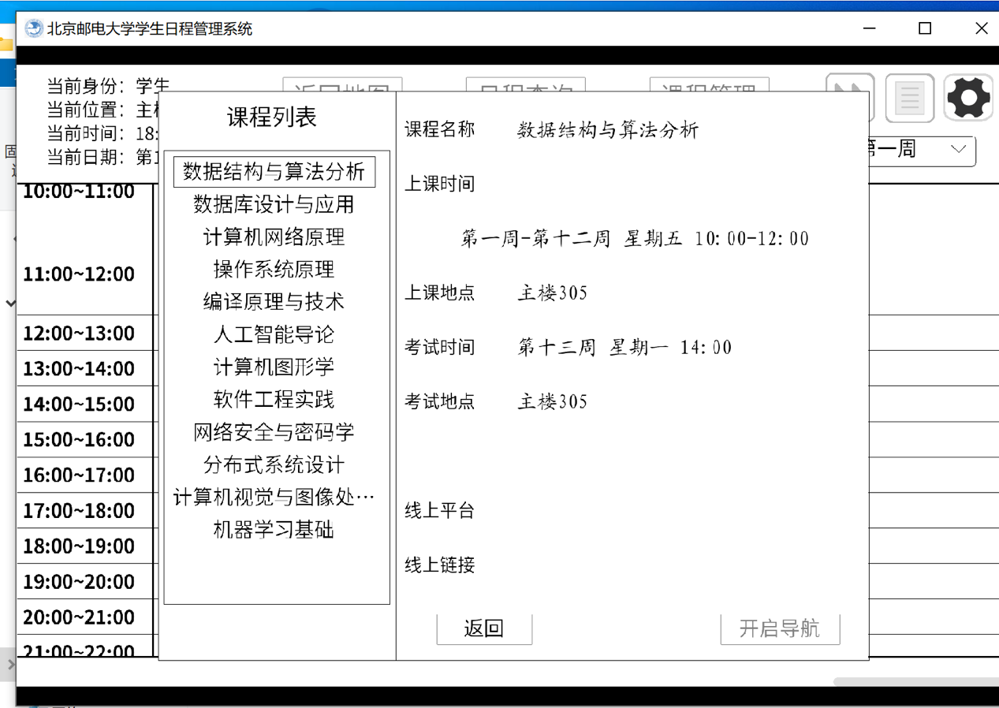 北京邮电大学学生日程管理系统
当前身份：学生
当前位置：主
当前时间：18:
当前日期：第
返回地图
日程查询
课程管理
第一周
10:00~11:00
11:00~12:00
12:00~13:00
13:00~14:00
14:00~15:00
15:00~16:00
16:00~17:00
17:00~18:00
18:00~19:00
19:00~20:00
20:00~21:00
21:00~22:00
课程列表
数据结构与算法分析
数据库设计与应用
计算机网络原理
操作系统原理
编译原理与技术
人工智能导论
计算机图形学
软件工程实践
网络安全与密码学
分布式系统设计
计算机视觉与图像处…
机器学习基础
课程名称 数据结构与算法分析
上课时间
第一周-第十二周 星期五 10:00-12:00
上课地点 主楼305
考试时间 第十三周 星期一 14:00
考试地点 主楼305
线上平台
线上链接
返回
开启导航